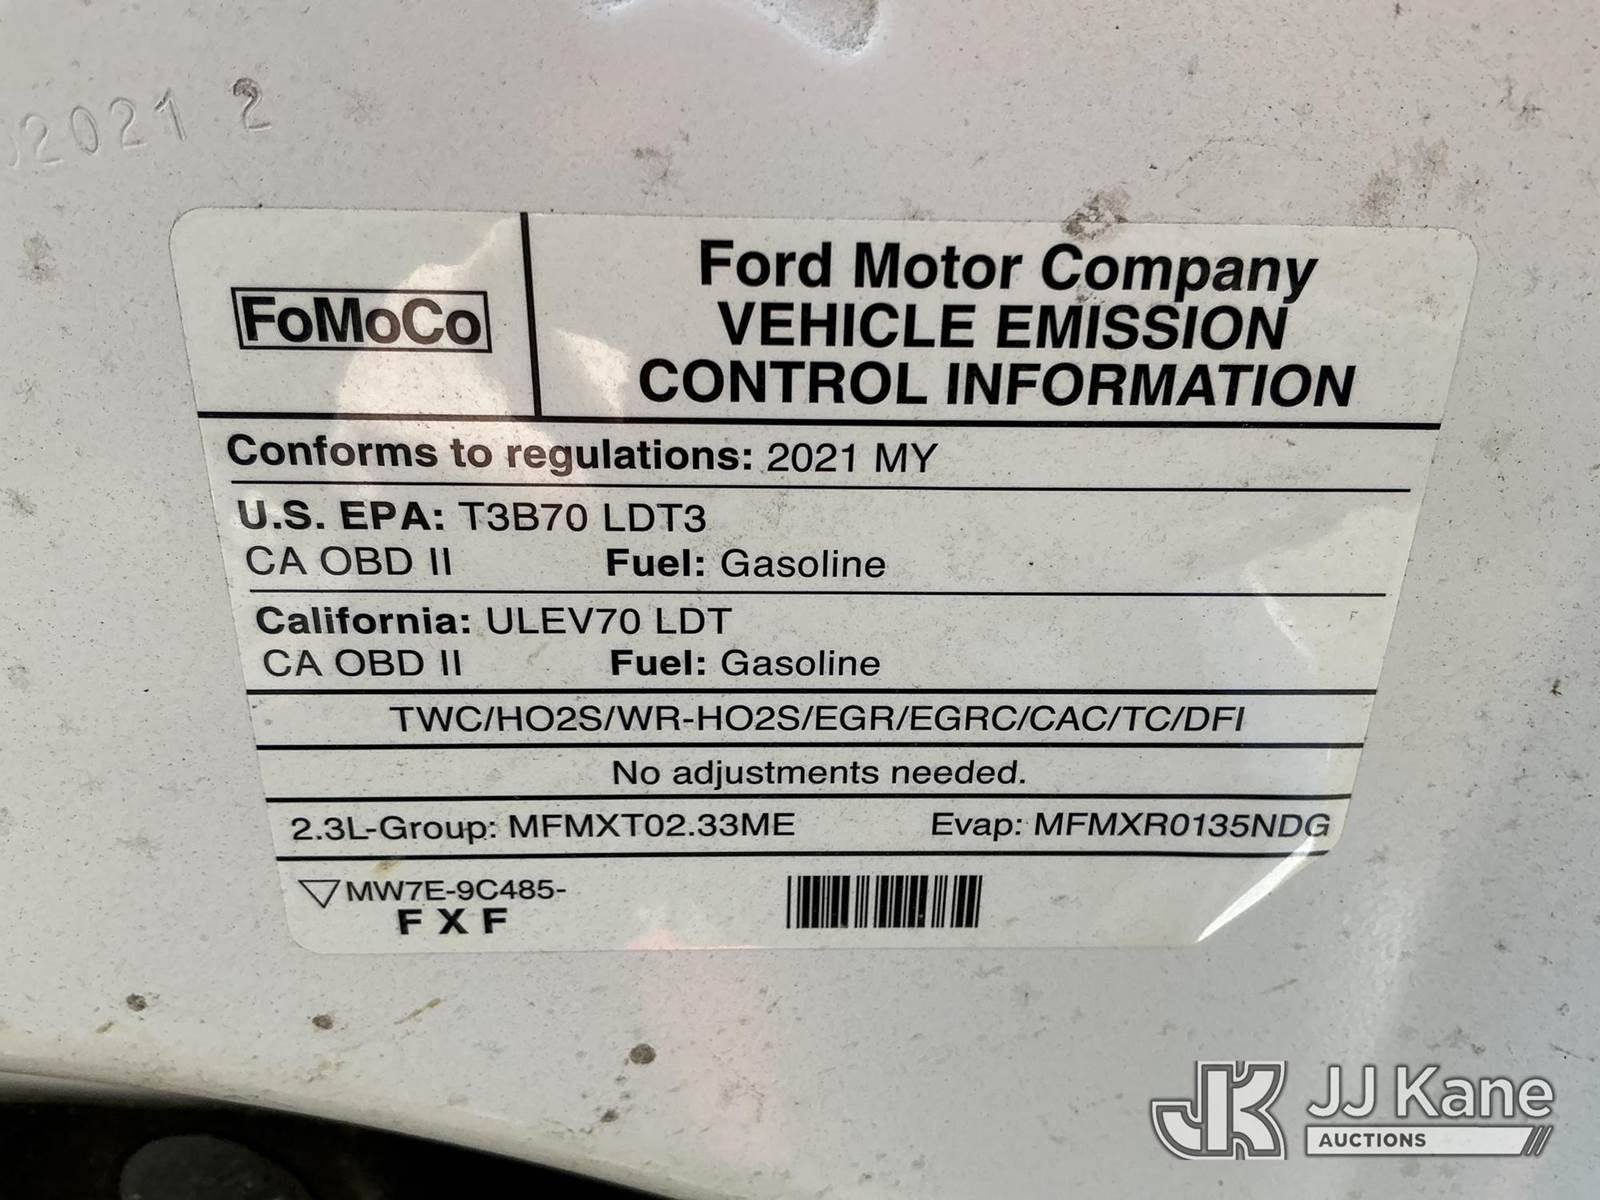 2021 2
FoMoCo
Ford Motor Company
VEHICLE EMISSION
CONTROL INFORMATION
Conforms to regulations: 2021 MY
U.S. EPA: T3B70 LDT3
CA OBD II Fuel: Gasoline
California: ULEV70 LDT
CA OBD II Fuel: Gasoline
TWC/HO2S/WR-HO2S/EGR/EGRC/CAC/TC/DFI
No adjustments needed.
2.3L-Group: MFMXT02.33ME Evap: MFMXR0135NDG
MW7E-9C485-
F X F
JK JJ Kane
AUCTIONS